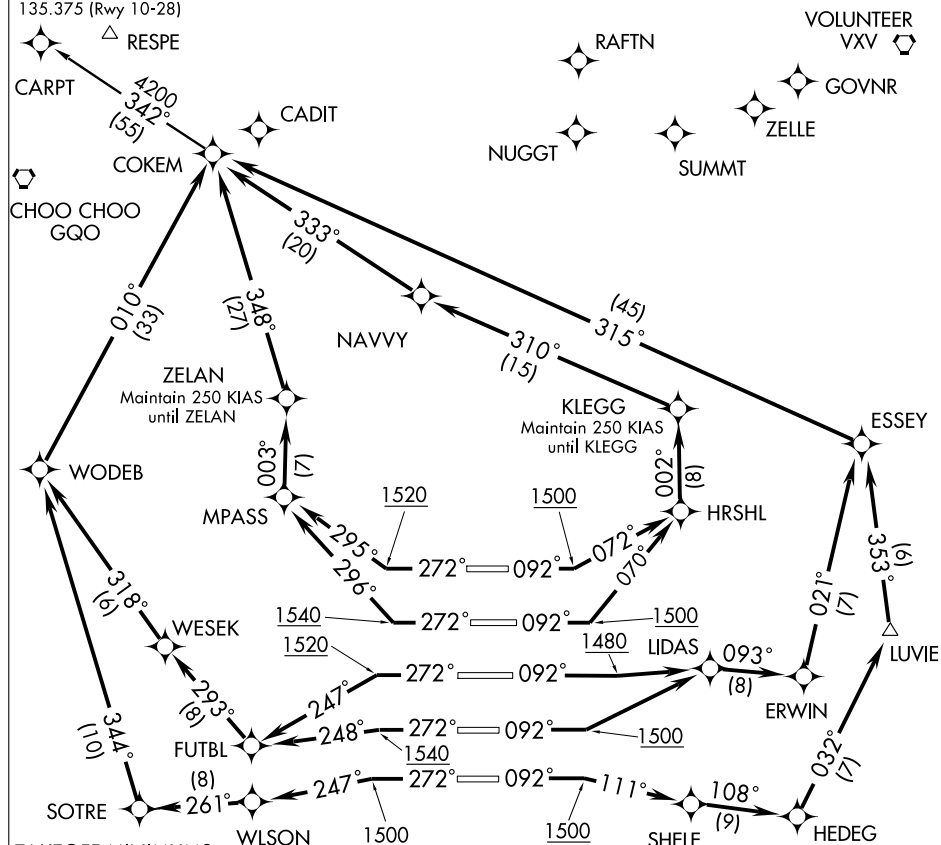 135.375 (Rwy 10-28)
RESPE
CARPT
4200
342°
(55)
CADIT
COKEM
RAFTN
VOLUNTEER
VXV
GOVNR
ZELLE
NUGGT
SUMMT
CHOO CHOO
GQO
333°
(20)
010°
(33)
348°
(27)
NAVVY
(45)
315°
310°
(15)
ZELAN
Maintain 250 KIAS
until ZELAN
KLEGG
Maintain 250 KIAS
until KLEGG
ESSEY
WODEB
003°
(7)
002°
(8)
MPASS
1520
1500
HRSHL
295°
272°
092°
072°
296°
070°
353°
(9)
021°
(7)
318°
(6)
1540
272°
092°
1500
WESEK
1520
1480
LIDAS
LUVIE
272°
092°
093°
(8)
293°
(8)
247°
ERWIN
FUTBL
248°
272°
092°
1540
1500
344°
(10)
032°
(7)
(8)
261°
247°
272°
092°
111°
108°
(9)
SOTRE
WLSON
1500
1500
SHELF
HEDEG
TAKEOFF MINIMUMS